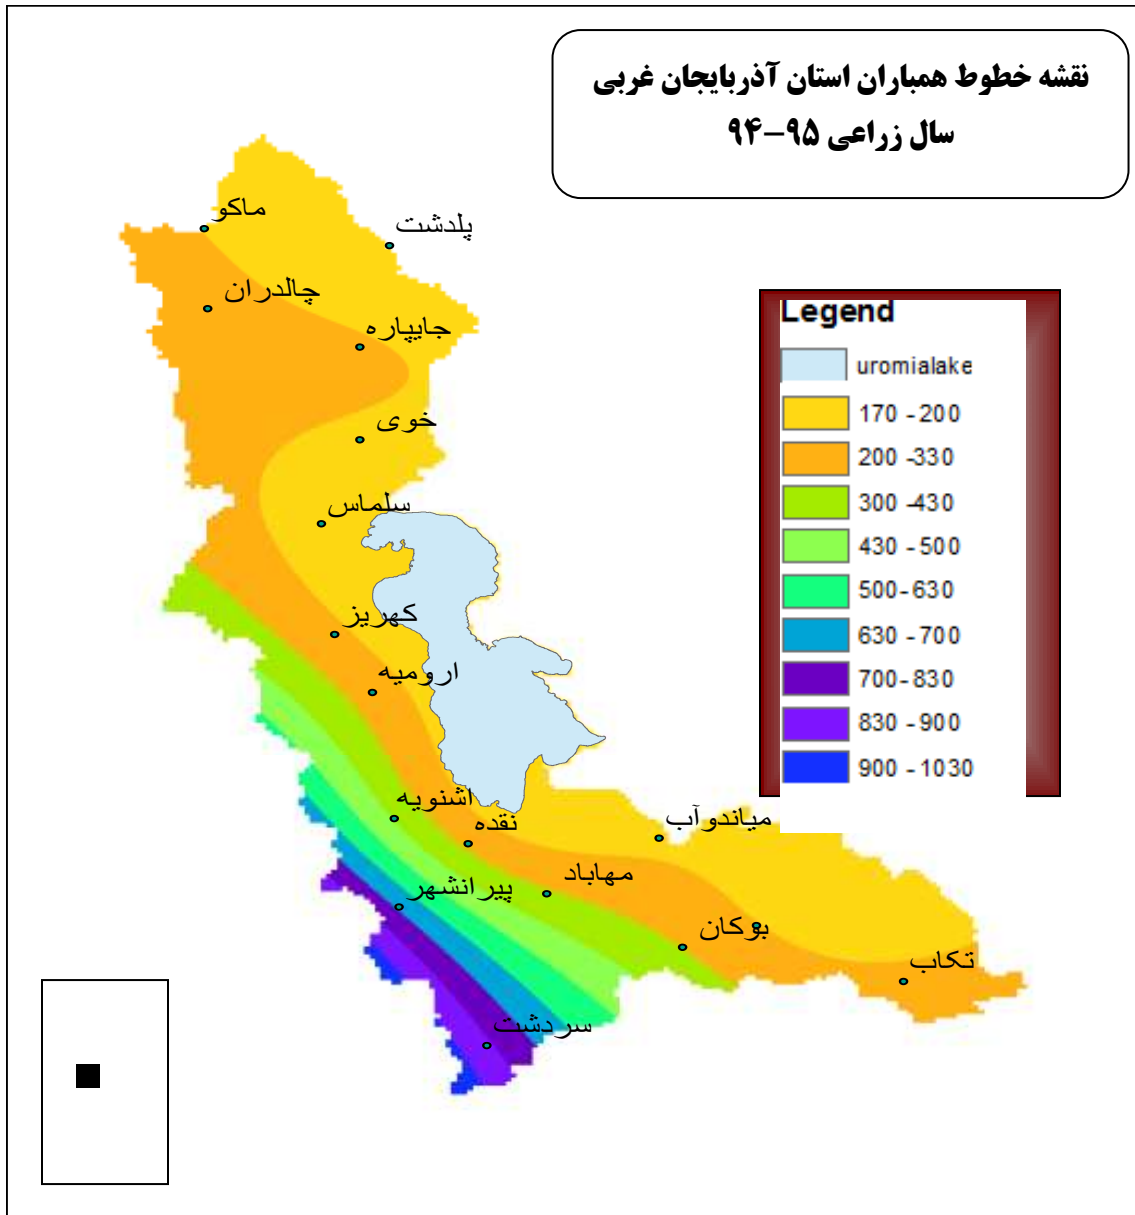 نقشه خطوط همباران استان آذربایجان غربی
سال زراعی ۹۵-۹۴
ماکو
پلدشت
چالدران
جایپاره
خوی
سلماس
کهریز
ارومیه
اشنویه
نقده
میاندوآب
مهاباد
پیرانشهر
بوکان
تکاب
سردشت
Legend
uromialake
170 - 200
200 -330
300 -430
430 - 500
500-630
630 - 700
700- 830
830 - 900
900 - 1030